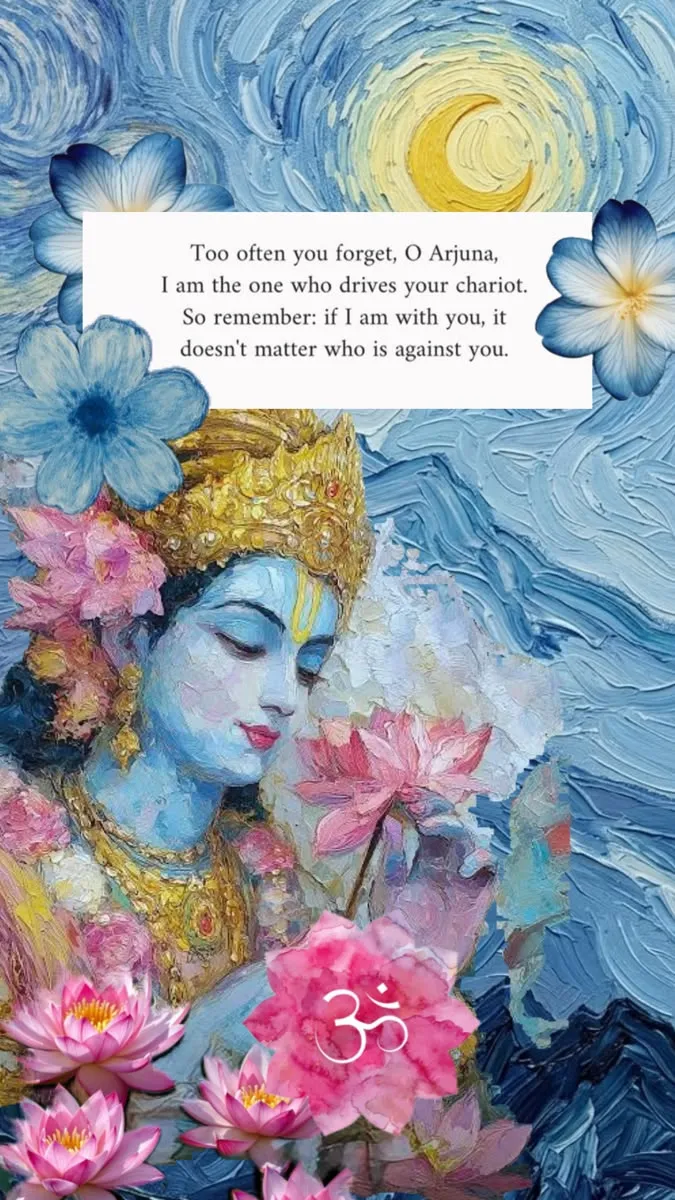 Too often you forget, O Arjuna,
I am the one who drives your chariot.
So remember: if I am with you, it
doesn't matter who is against you.
ॐ